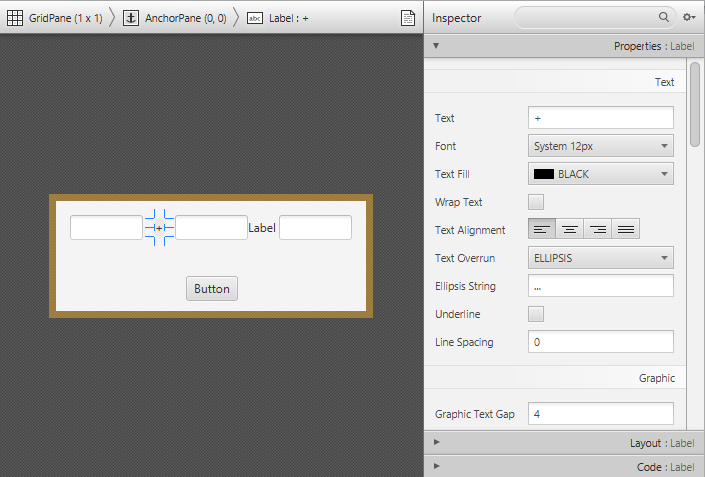 GridPane (1 x 1) AnchorPane (0, 0) abc Label : +
Inspector
Properties : Label
Text
Text +
Font System 12px
Text Fill BLACK
Wrap Text
Text Alignment
Text Overrun ELLIPSIS
Ellipsis String ...
Underline
Line Spacing 0
Graphic
Graphic Text Gap 4
Layout : Label
Code : Label
+ Label
Button